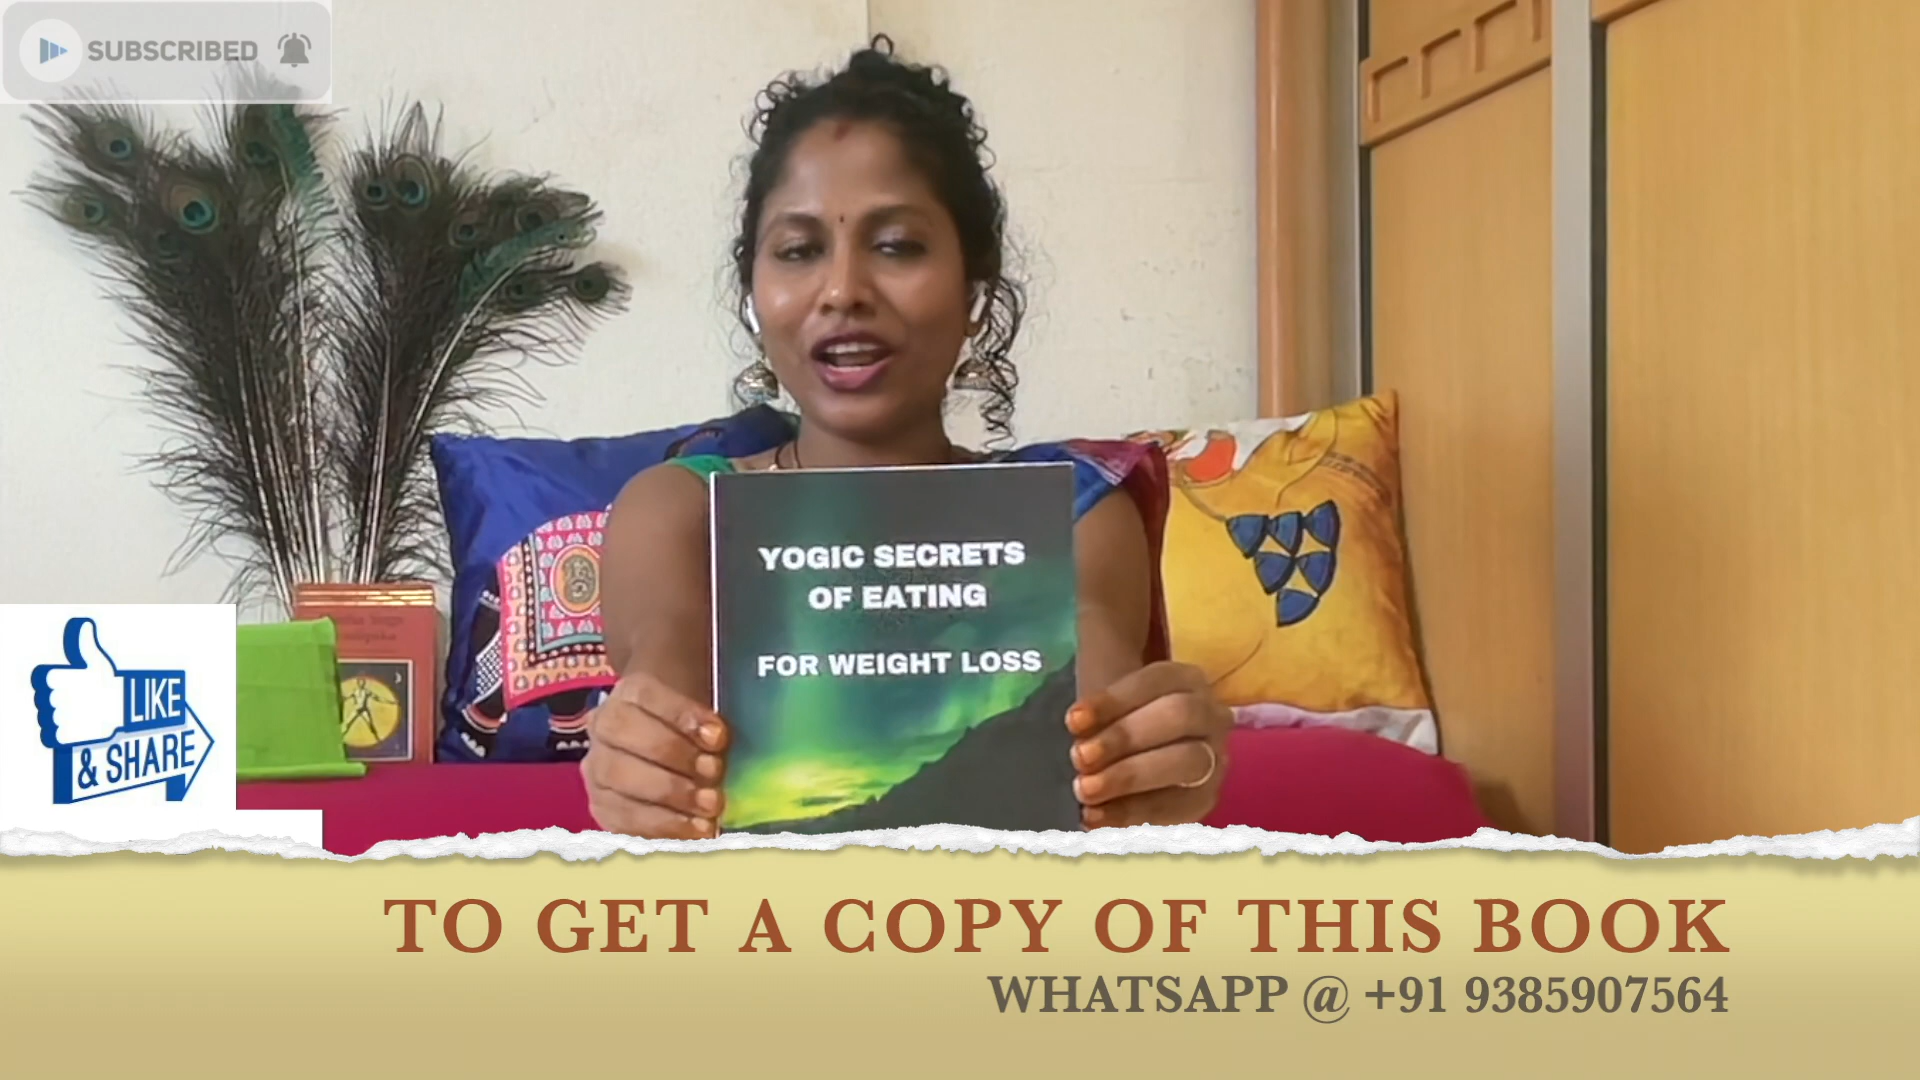 SUBSCRIBED
YOGIC SECRETS
OF EATING
FOR WEIGHT LOSS
LIKE
& SHARE
TO GET A COPY OF THIS BOOK
WHATSAPP @ +91 9385907564